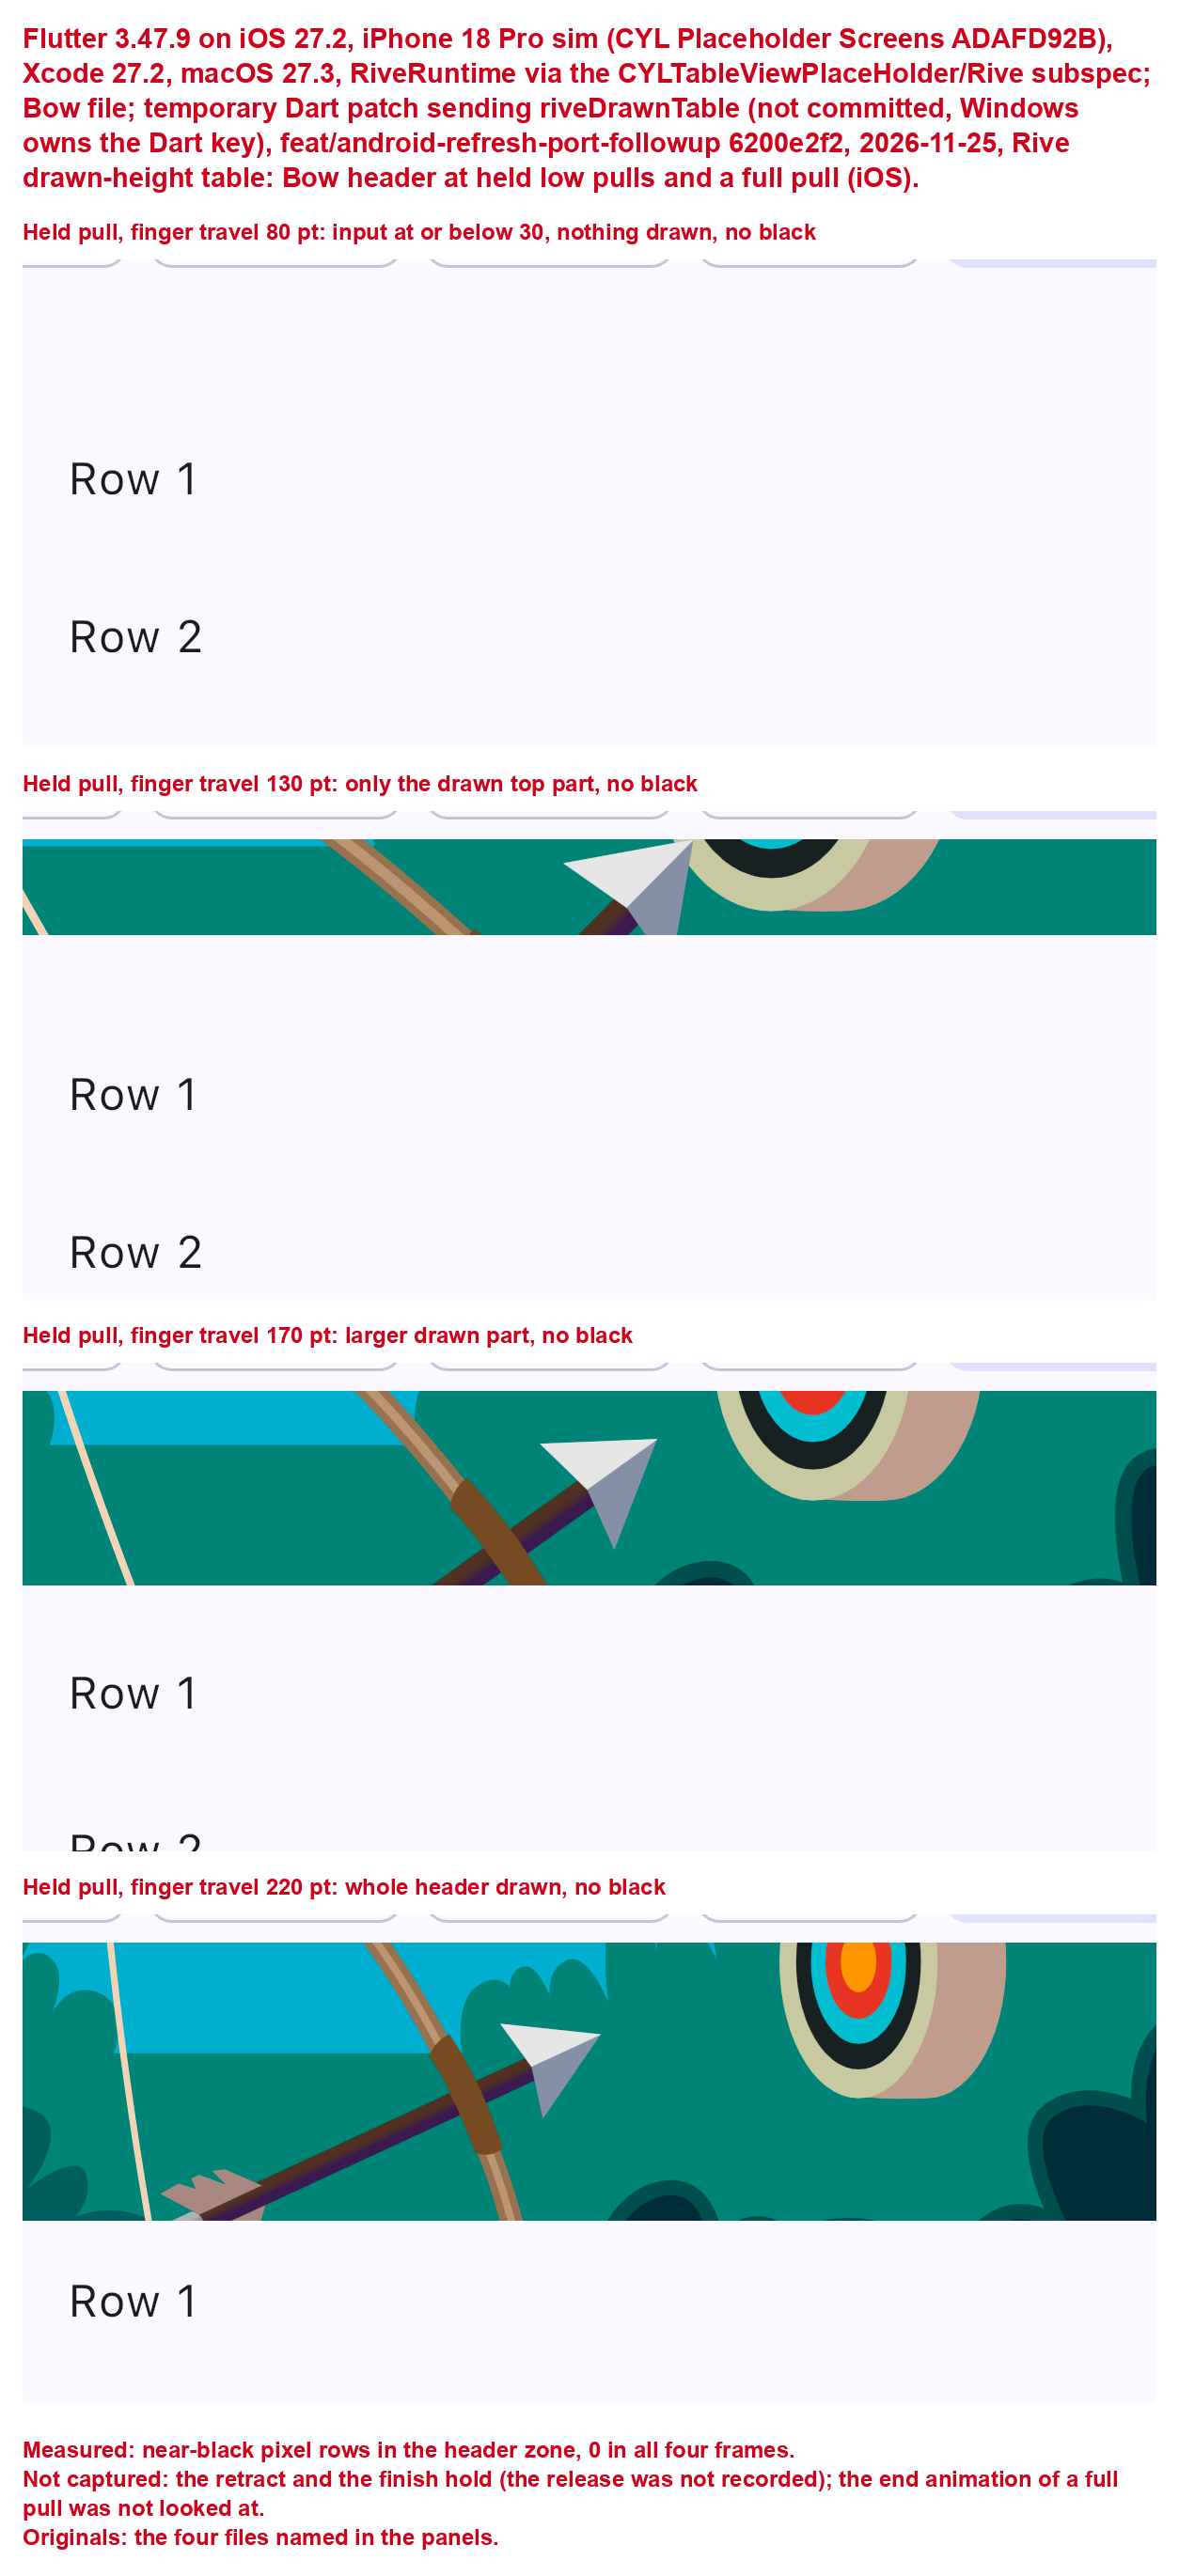 Flutter 3.47.9 on iOS 27.2, iPhone 18 Pro sim (CYL Placeholder Screens ADAFD92B),
Xcode 27.2, macOS 27.3, RiveRuntime via the CYLTableViewPlaceHolder/Rive subspec;
Bow file; temporary Dart patch sending riveDrawnTable (not committed, Windows
owns the Dart key), feat/android-refresh-port-followup 6200e2f2, 2026-11-25, Rive
drawn-height table: Bow header at held low pulls and a full pull (iOS).
Held pull, finger travel 80 pt: input at or below 30, nothing drawn, no black
Row 1
Row 2
Held pull, finger travel 130 pt: only the drawn top part, no black
Row 1
Row 2
Held pull, finger travel 170 pt: larger drawn part, no black
Row 1
Row 2
Held pull, finger travel 220 pt: whole header drawn, no black
Row 1
Measured: near-black pixel rows in the header zone, 0 in all four frames.
Not captured: the retract and the finish hold (the release was not recorded); the end animation of a full
pull was not looked at.
Originals: the four files named in the panels.